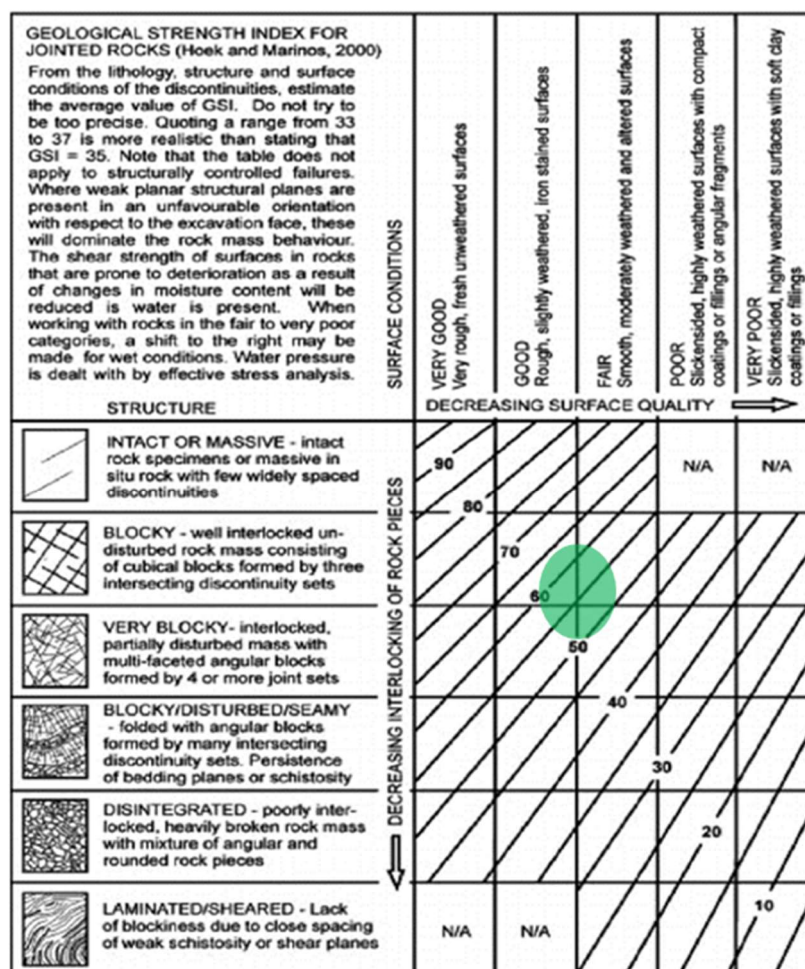 GEOLOGICAL STRENGTH INDEX FOR
JOINTED ROCKS (Hoek and Marinos, 2000)
From the lithology, structure and surface
conditions of the discontinuities, estimate
the average value of GSI. Do not try to
be too precise. Quoting a range from 33
to 37 is more realistic than stating that
GSI = 35. Note that the table does not
apply to structurally controlled failures.
Where weak planar structural planes are
present in an unfavourable orientation
with respect to the excavation face, these
will dominate the rock mass behaviour.
The shear strength of surfaces in rocks
that are prone to deterioration as a result
of changes in moisture content will be
reduced is water is present. When
working with rocks in the fair to very poor
categories, a shift to the right may be
made for wet conditions. Water pressure
is dealt with by effective stress analysis.
STRUCTURE
SURFACE CONDITIONS
VERY GOOD
Very rough, fresh unweathered surfaces
GOOD
Rough, slightly weathered, iron stained surfaces
FAIR
Smooth, moderately weathered and altered surfaces
POOR
Slickensided, highly weathered surfaces with compact
coatings or fillings or angular fragments
VERY POOR
Slickensided, highly weathered surfaces with soft clay
coatings or fillings
DECREASING SURFACE QUALITY
DECREASING INTERLOCKING OF ROCK PIECES
INTACT OR MASSIVE - intact
rock specimens or massive in
situ rock with few widely spaced
discontinuities
90
N/A
N/A
80
BLOCKY - well interlocked un-
disturbed rock mass consisting
of cubical blocks formed by three
intersecting discontinuity sets
70
60
VERY BLOCKY- interlocked,
partially disturbed mass with
multi-faceted angular blocks
formed by 4 or more joint sets
50
40
BLOCKY/DISTURBED/SEAMY
- folded with angular blocks
formed by many intersecting
discontinuity sets. Persistence
of bedding planes or schistosity
30
DISINTEGRATED - poorly inter-
locked, heavily broken rock mass
with mixture of angular and
rounded rock pieces
20
LAMINATED/SHEARED - Lack
of blockiness due to close spacing
of weak schistosity or shear planes
N/A
N/A
10